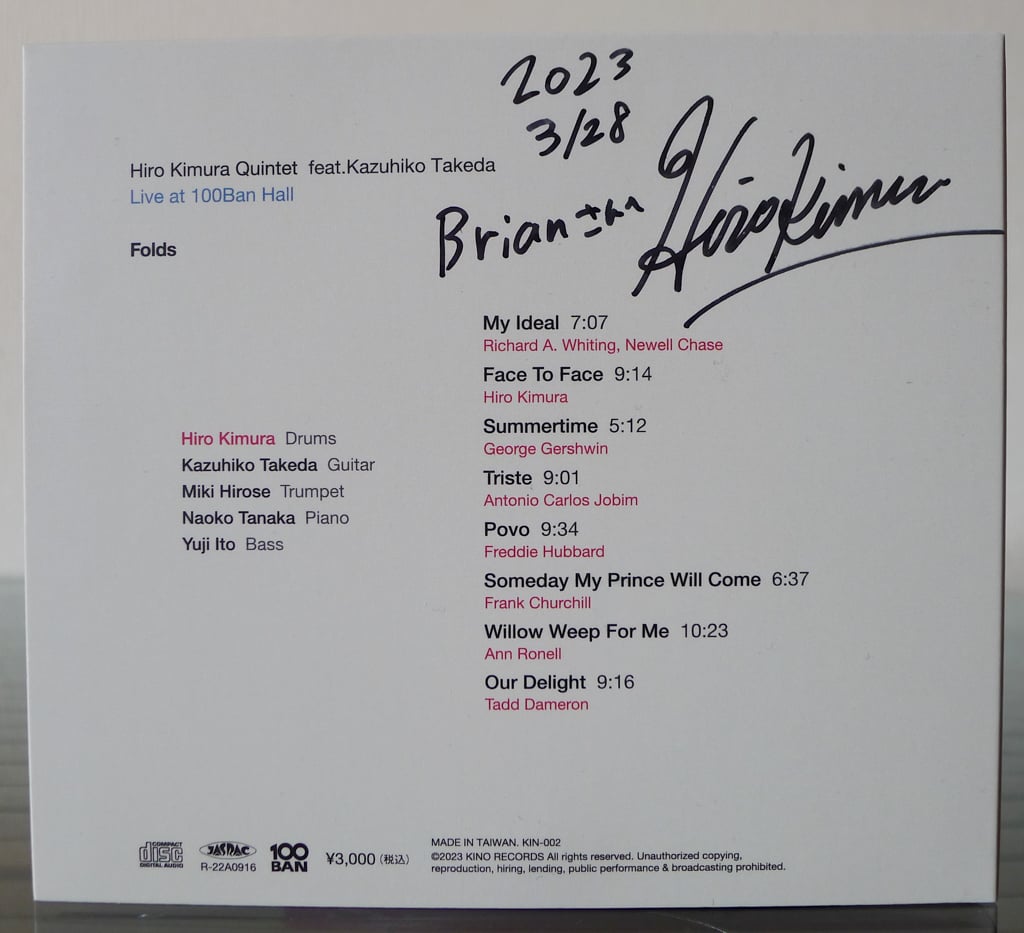 2023
3/28
Hiro Kimura Quintet feat.Kazuhiko Takeda
Live at 100Ban Hall
Brianさん
Hiro Kimura
Folds
My Ideal 7:07
Richard A. Whiting, Newell Chase
Face To Face 9:14
Hiro Kimura
Summertime 5:12
George Gershwin
Triste 9:01
Antonio Carlos Jobim
Povo 9:34
Freddie Hubbard
Someday My Prince Will Come 6:37
Frank Churchill
Willow Weep For Me 10:23
Ann Ronell
Our Delight 9:16
Tadd Dameron
Hiro Kimura Drums
Kazuhiko Takeda Guitar
Miki Hirose Trumpet
Naoko Tanaka Piano
Yuji Ito Bass
COMPACT
disc
DIGITAL AUDIO
JASRAC
R-22A0916
100
BAN
¥3,000 (税込)
MADE IN TAIWAN. KIN-002
©2023 KINO RECORDS All rights reserved. Unauthorized copying,
reproduction, hiring, lending, public performance & broadcasting prohibited.